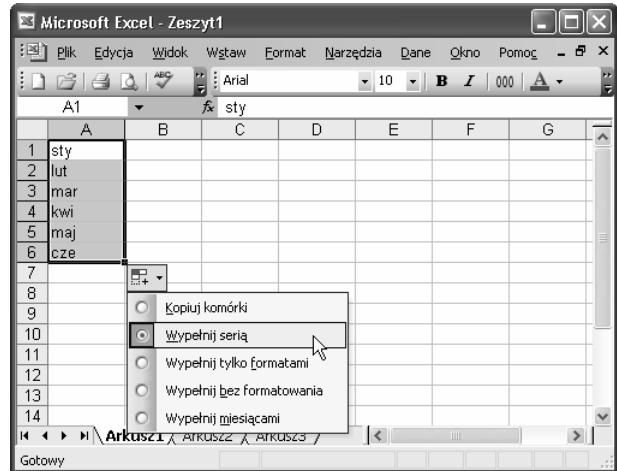 Microsoft Excel - Zeszyt1
Plik Edycja Widok Wstaw Format Narzędzia Dane Okno Pomoc
ABC Arial 10 B I 000 A
A1 fx sty
A B C D E F G
1 sty
2 lut
3 mar
4 kwi
5 maj
6 cze
7
8
9 Kopiuj komórki
10 Wypełnij serią
11 Wypełnij tylko formatami
12
13 Wypełnij bez formatowania
14 Wypełnij miesiącami
Arkusz1 Arkusz2 Arkusz3
Gotowy